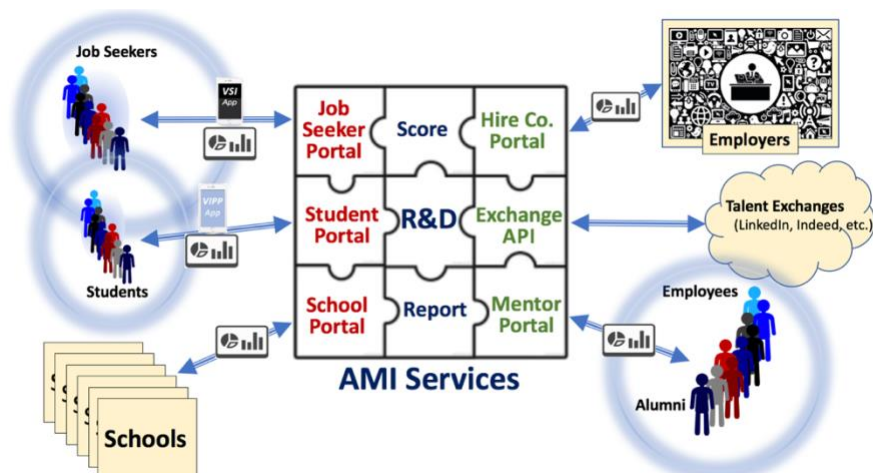 Job Seekers
VSI
App
VIPP
App
Students
Schools
Job
Seeker
Portal
Score
Hire Co.
Portal
Student
Portal
R&D
Exchange
API
School
Portal
Report
Mentor
Portal
AMI Services
Employers
Talent Exchanges
(LinkedIn, Indeed, etc.)
Employees
Alumni